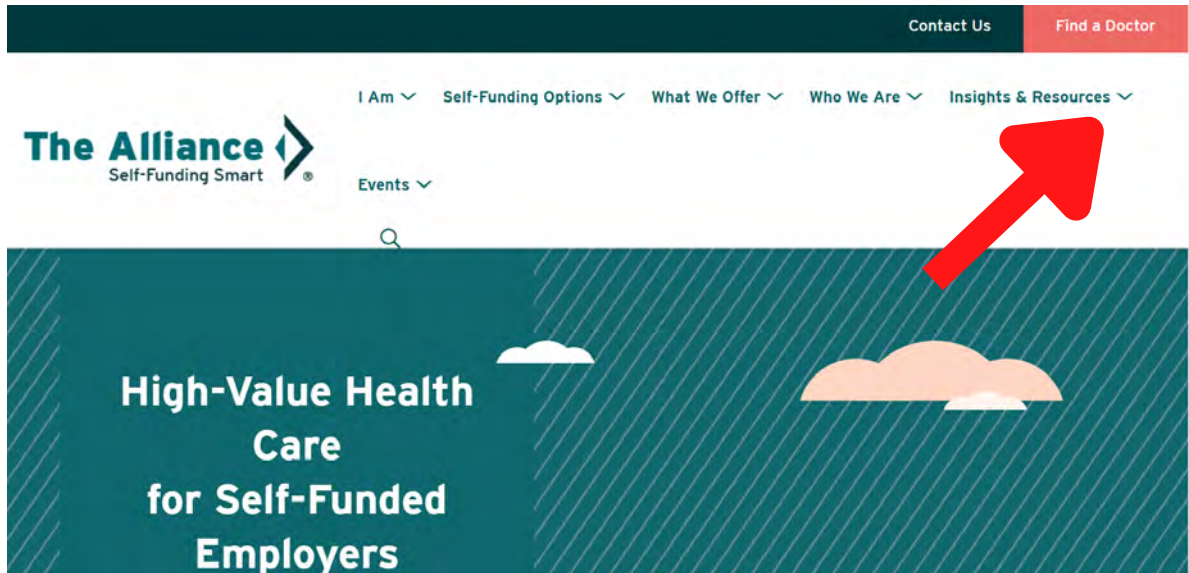 Contact Us Find a Doctor
I Am Self-Funding Options What We Offer Who We Are Insights & Resources
The Alliance
Self-Funding Smart ®
Events
High-Value Health
Care
for Self-Funded
Employers